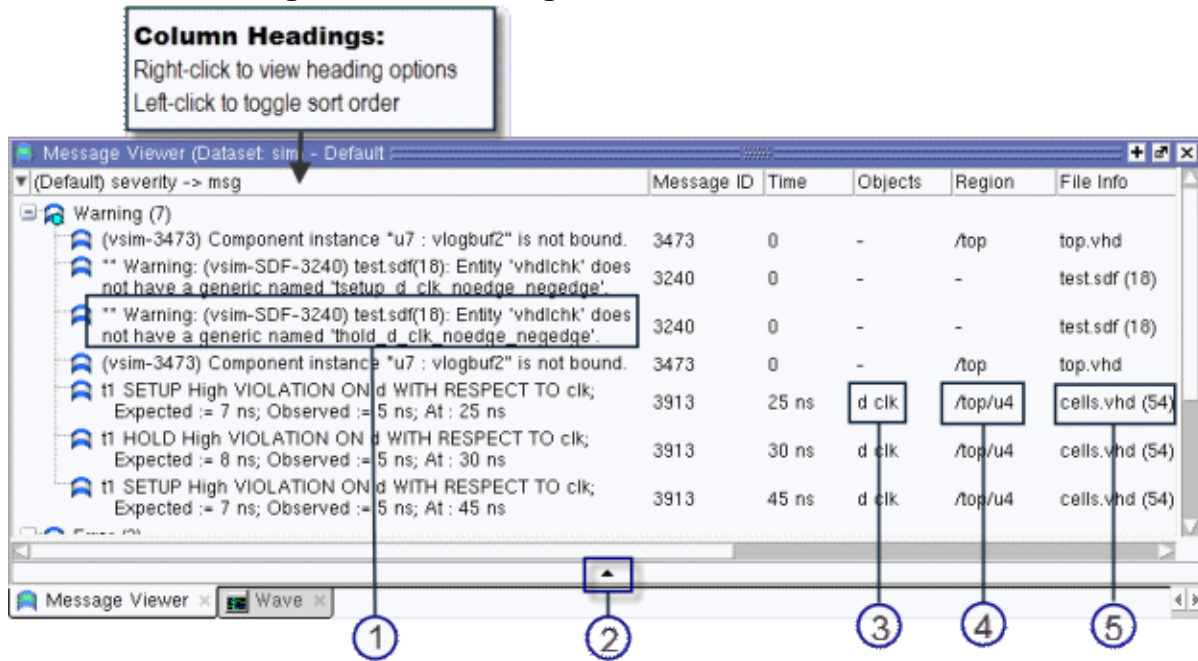 Column Headings:
Right-click to view heading options
Left-click to toggle sort order
Message Viewer (Dataset: sim - Default
(Default) severity -> msg Message ID Time Objects Region File Info
Warning (7)
(vsim-3473) Component instance "u7 : vlogbuf2" is not bound. 3473 0 - /top top.vhd
** Warning: (vsim-SDF-3240) test.sdf(18): Entity 'vhdlchk' does
not have a generic named 'tsetup_d_clk_noedge_negedge'. 3240 0 - - test.sdf (18)
** Warning: (vsim-SDF-3240) test.sdf(18): Entity 'vhdlchk' does
not have a generic named 'thold_d_clk_noedge_negedge'. 3240 0 - - test.sdf (18)
(vsim-3473) Component instance "u7 : vlogbuf2" is not bound. 3473 0 - /top top.vhd
t1 SETUP High VIOLATION ON d WITH RESPECT TO clk;
Expected := 7 ns; Observed := 5 ns; At : 25 ns 3913 25 ns d clk /top/u4 cells.vhd (54)
t1 HOLD High VIOLATION ON d WITH RESPECT TO clk;
Expected := 8 ns; Observed := 5 ns; At : 30 ns 3913 30 ns d clk /top/u4 cells.vhd (54)
t1 SETUP High VIOLATION ON d WITH RESPECT TO clk;
Expected := 7 ns; Observed := 5 ns; At : 45 ns 3913 45 ns d clk /top/u4 cells.vhd (54)
Message Viewer Wave
1 2 3 4 5